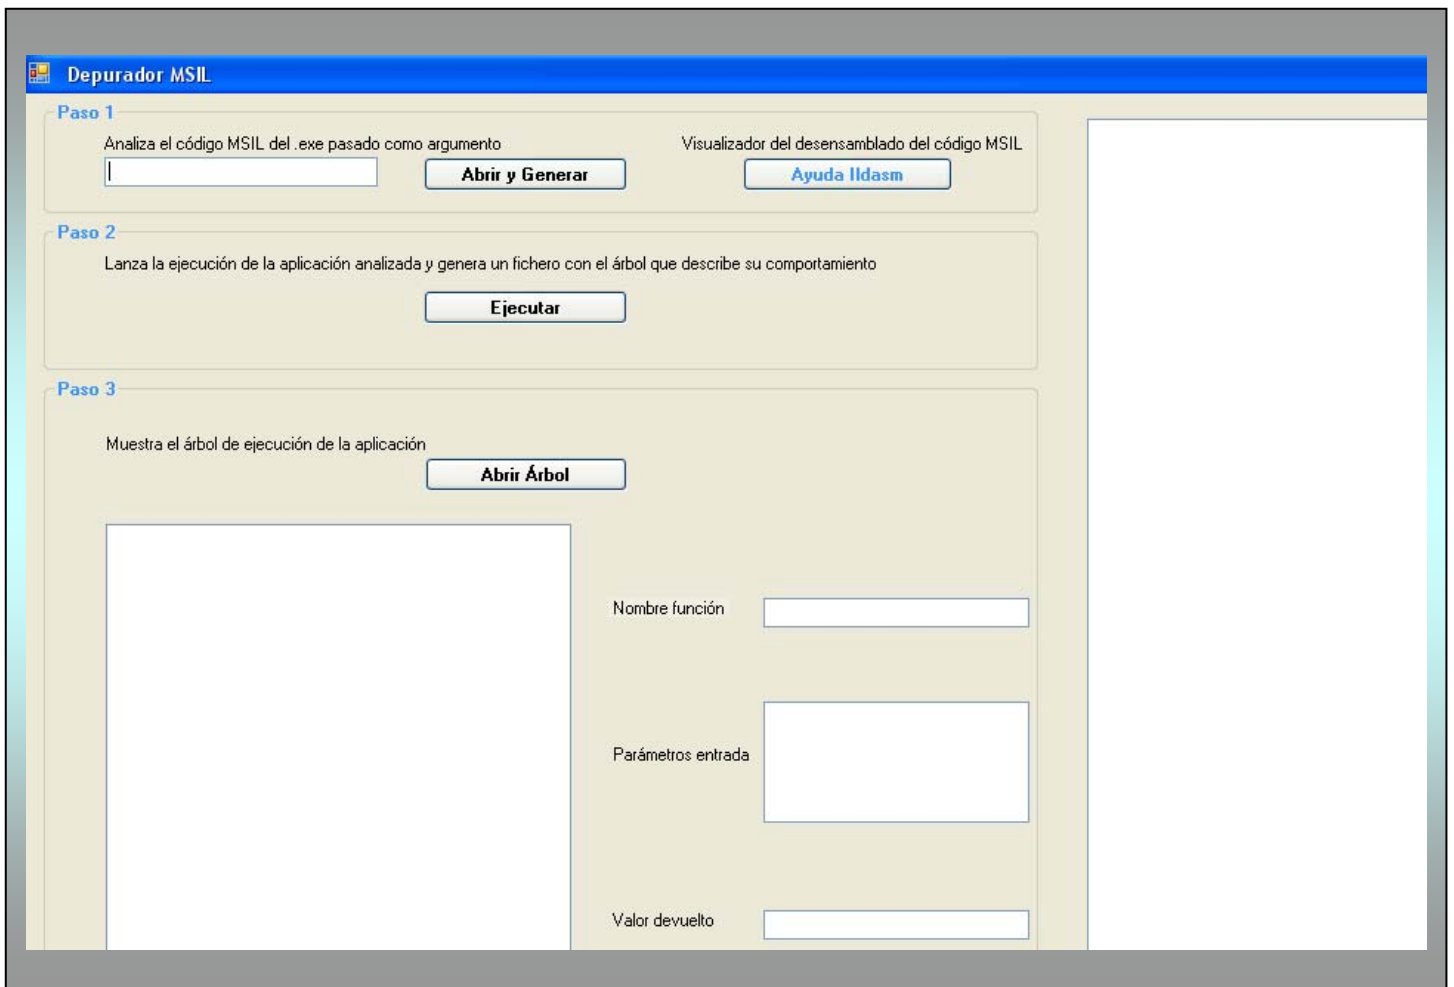 Depurador MSIL
Paso 1
Analiza el código MSIL del .exe pasado como argumento
Visualizador del desensamblado del código MSIL
Abrir y Generar
Ayuda Ildasm
Paso 2
Lanza la ejecución de la aplicación analizada y genera un fichero con el árbol que describe su comportamiento
Ejecutar
Paso 3
Muestra el árbol de ejecución de la aplicación
Abrir Árbol
Nombre función
Parámetros entrada
Valor devuelto